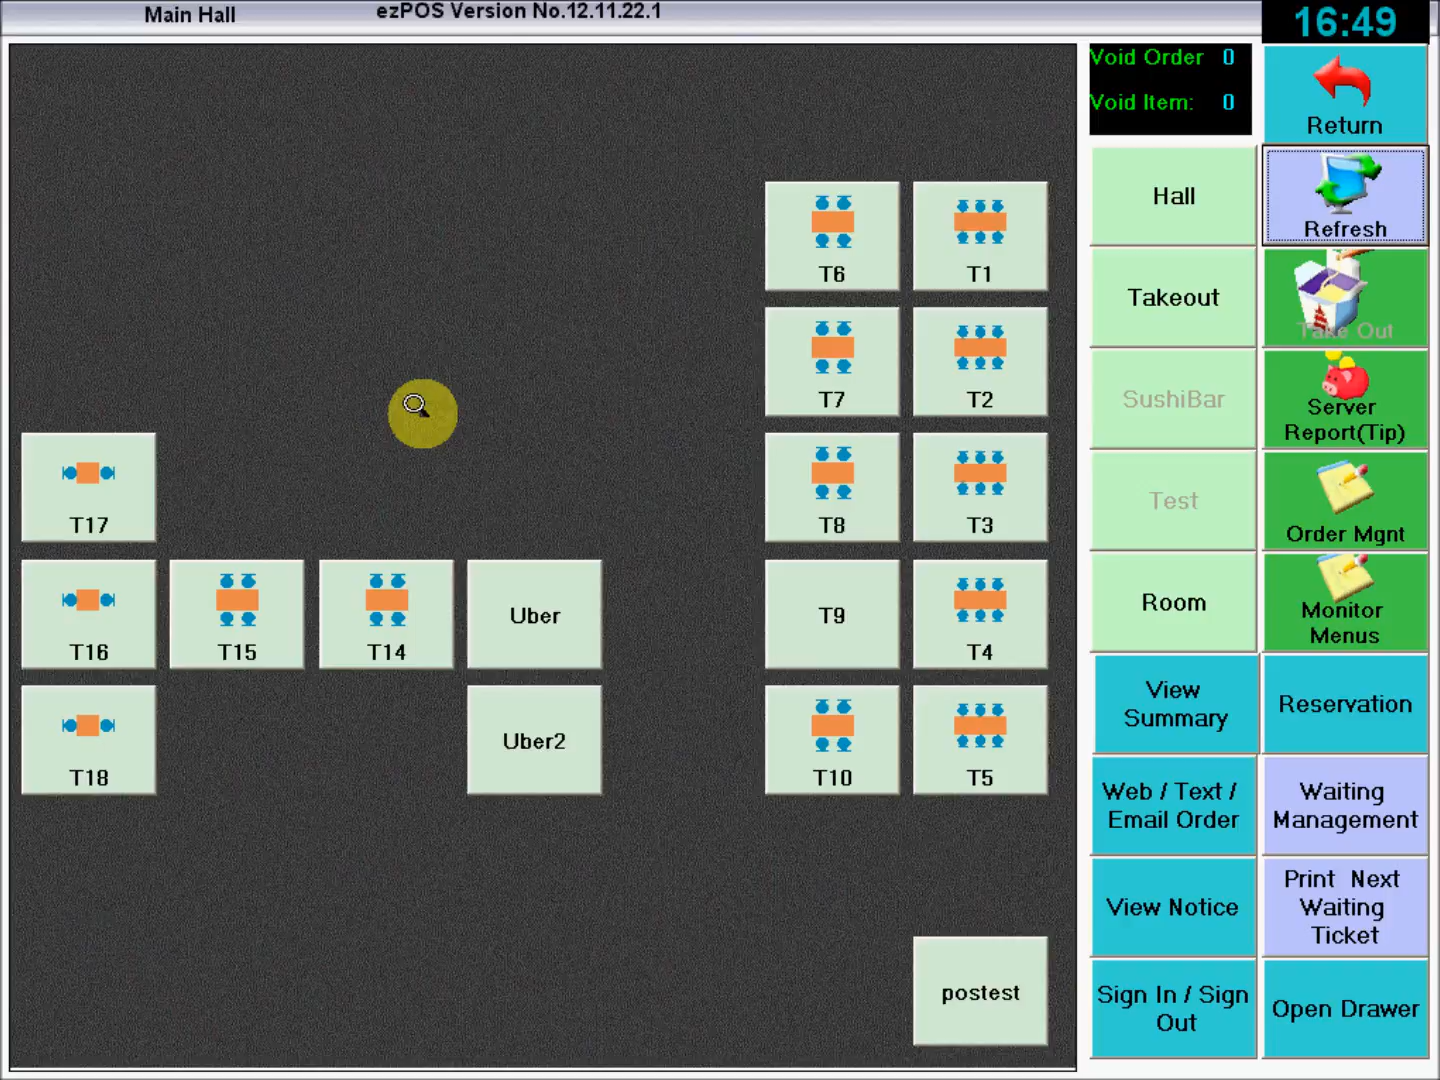 Main Hall
ezPOS Version No.12.11.22.1
16:49
Void Order 0
Void Item: 0
Return
Hall
Refresh
Takeout
Take Out
SushiBar
Server
Report(Tip)
Test
Order Mgnt
Room
Monitor
Menus
View
Summary
Reservation
Web / Text /
Email Order
Waiting
Management
View Notice
Print Next
Waiting
Ticket
Sign In / Sign
Out
Open Drawer
T6
T1
T7
T2
T17
T8
T3
T16
T15
T14
Uber
T9
T4
T18
Uber2
T10
T5
postest